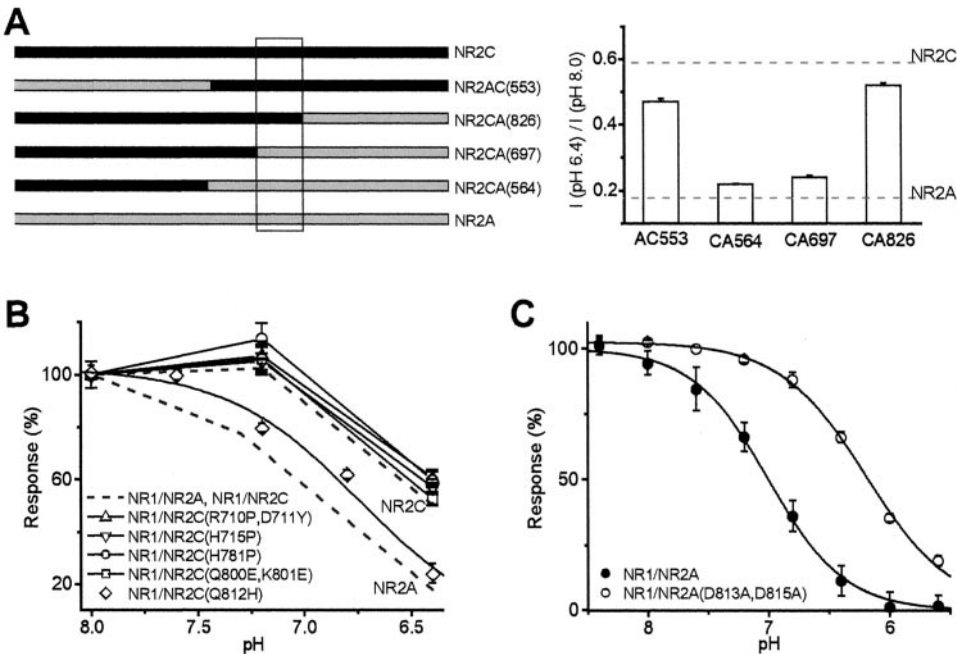 A
NR2C
NR2AC(553)
NR2CA(826)
NR2CA(697)
NR2CA(564)
NR2A
I (pH 6.4) / I (pH 8.0)
0.6
0.4
0.2
NR2C
NR2A
AC553 CA564 CA697 CA826
B
Response (%)
100
60
20
NR2C
NR2A
NR1/NR2A, NR1/NR2C
NR1/NR2C(R710P,D711Y)
NR1/NR2C(H715P)
NR1/NR2C(H781P)
NR1/NR2C(Q800E,K801E)
NR1/NR2C(Q812H)
8.0 7.5 7.0 6.5
pH
C
Response (%)
100
50
0
NR1/NR2A
NR1/NR2A(D813A,D815A)
8 7 6
pH